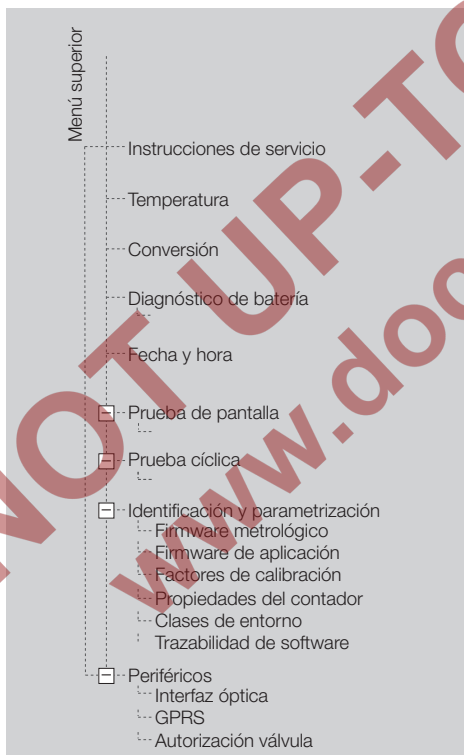 Menú superior
Instrucciones de servicio
Temperatura
Conversión
Diagnóstico de batería
Fecha y hora
Prueba de pantalla
Prueba cíclica
Identificación y parametrización
Firmware metrológico
Firmware de aplicación
Factores de calibración
Propiedades del contador
Clases de entorno
Trazabilidad de software
Periféricos
Interfaz óptica
GPRS
Autorización válvula
NOT UP-TO
www.doc